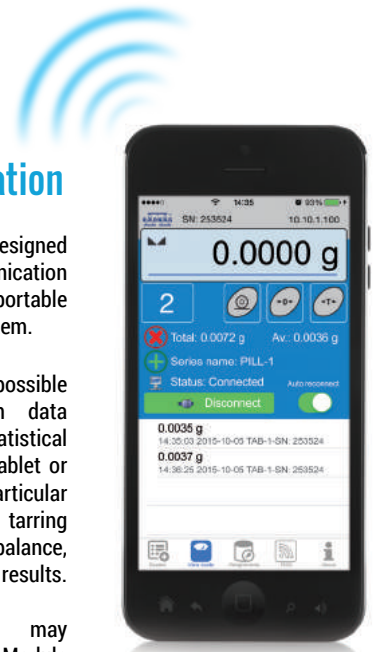 ation
esigned
nication
portable
em.
possible
n data
atistical
ablet or
articular
tarring
balance,
results.
may
14:35
93%
SN: 253524
10.10.1.100
0.0000 g
2
-0-
-T-
Total: 0.0072 g
Av.: 0.0036 g
Series name: PILL-1
Status: Connected
Auto reconnect
Disconnect
0.0035 g
14:35:03 2015-10-05 TAB-1-SN: 253524
0.0037 g
14:35:25 2015-10-05 TAB-1-SN: 253524